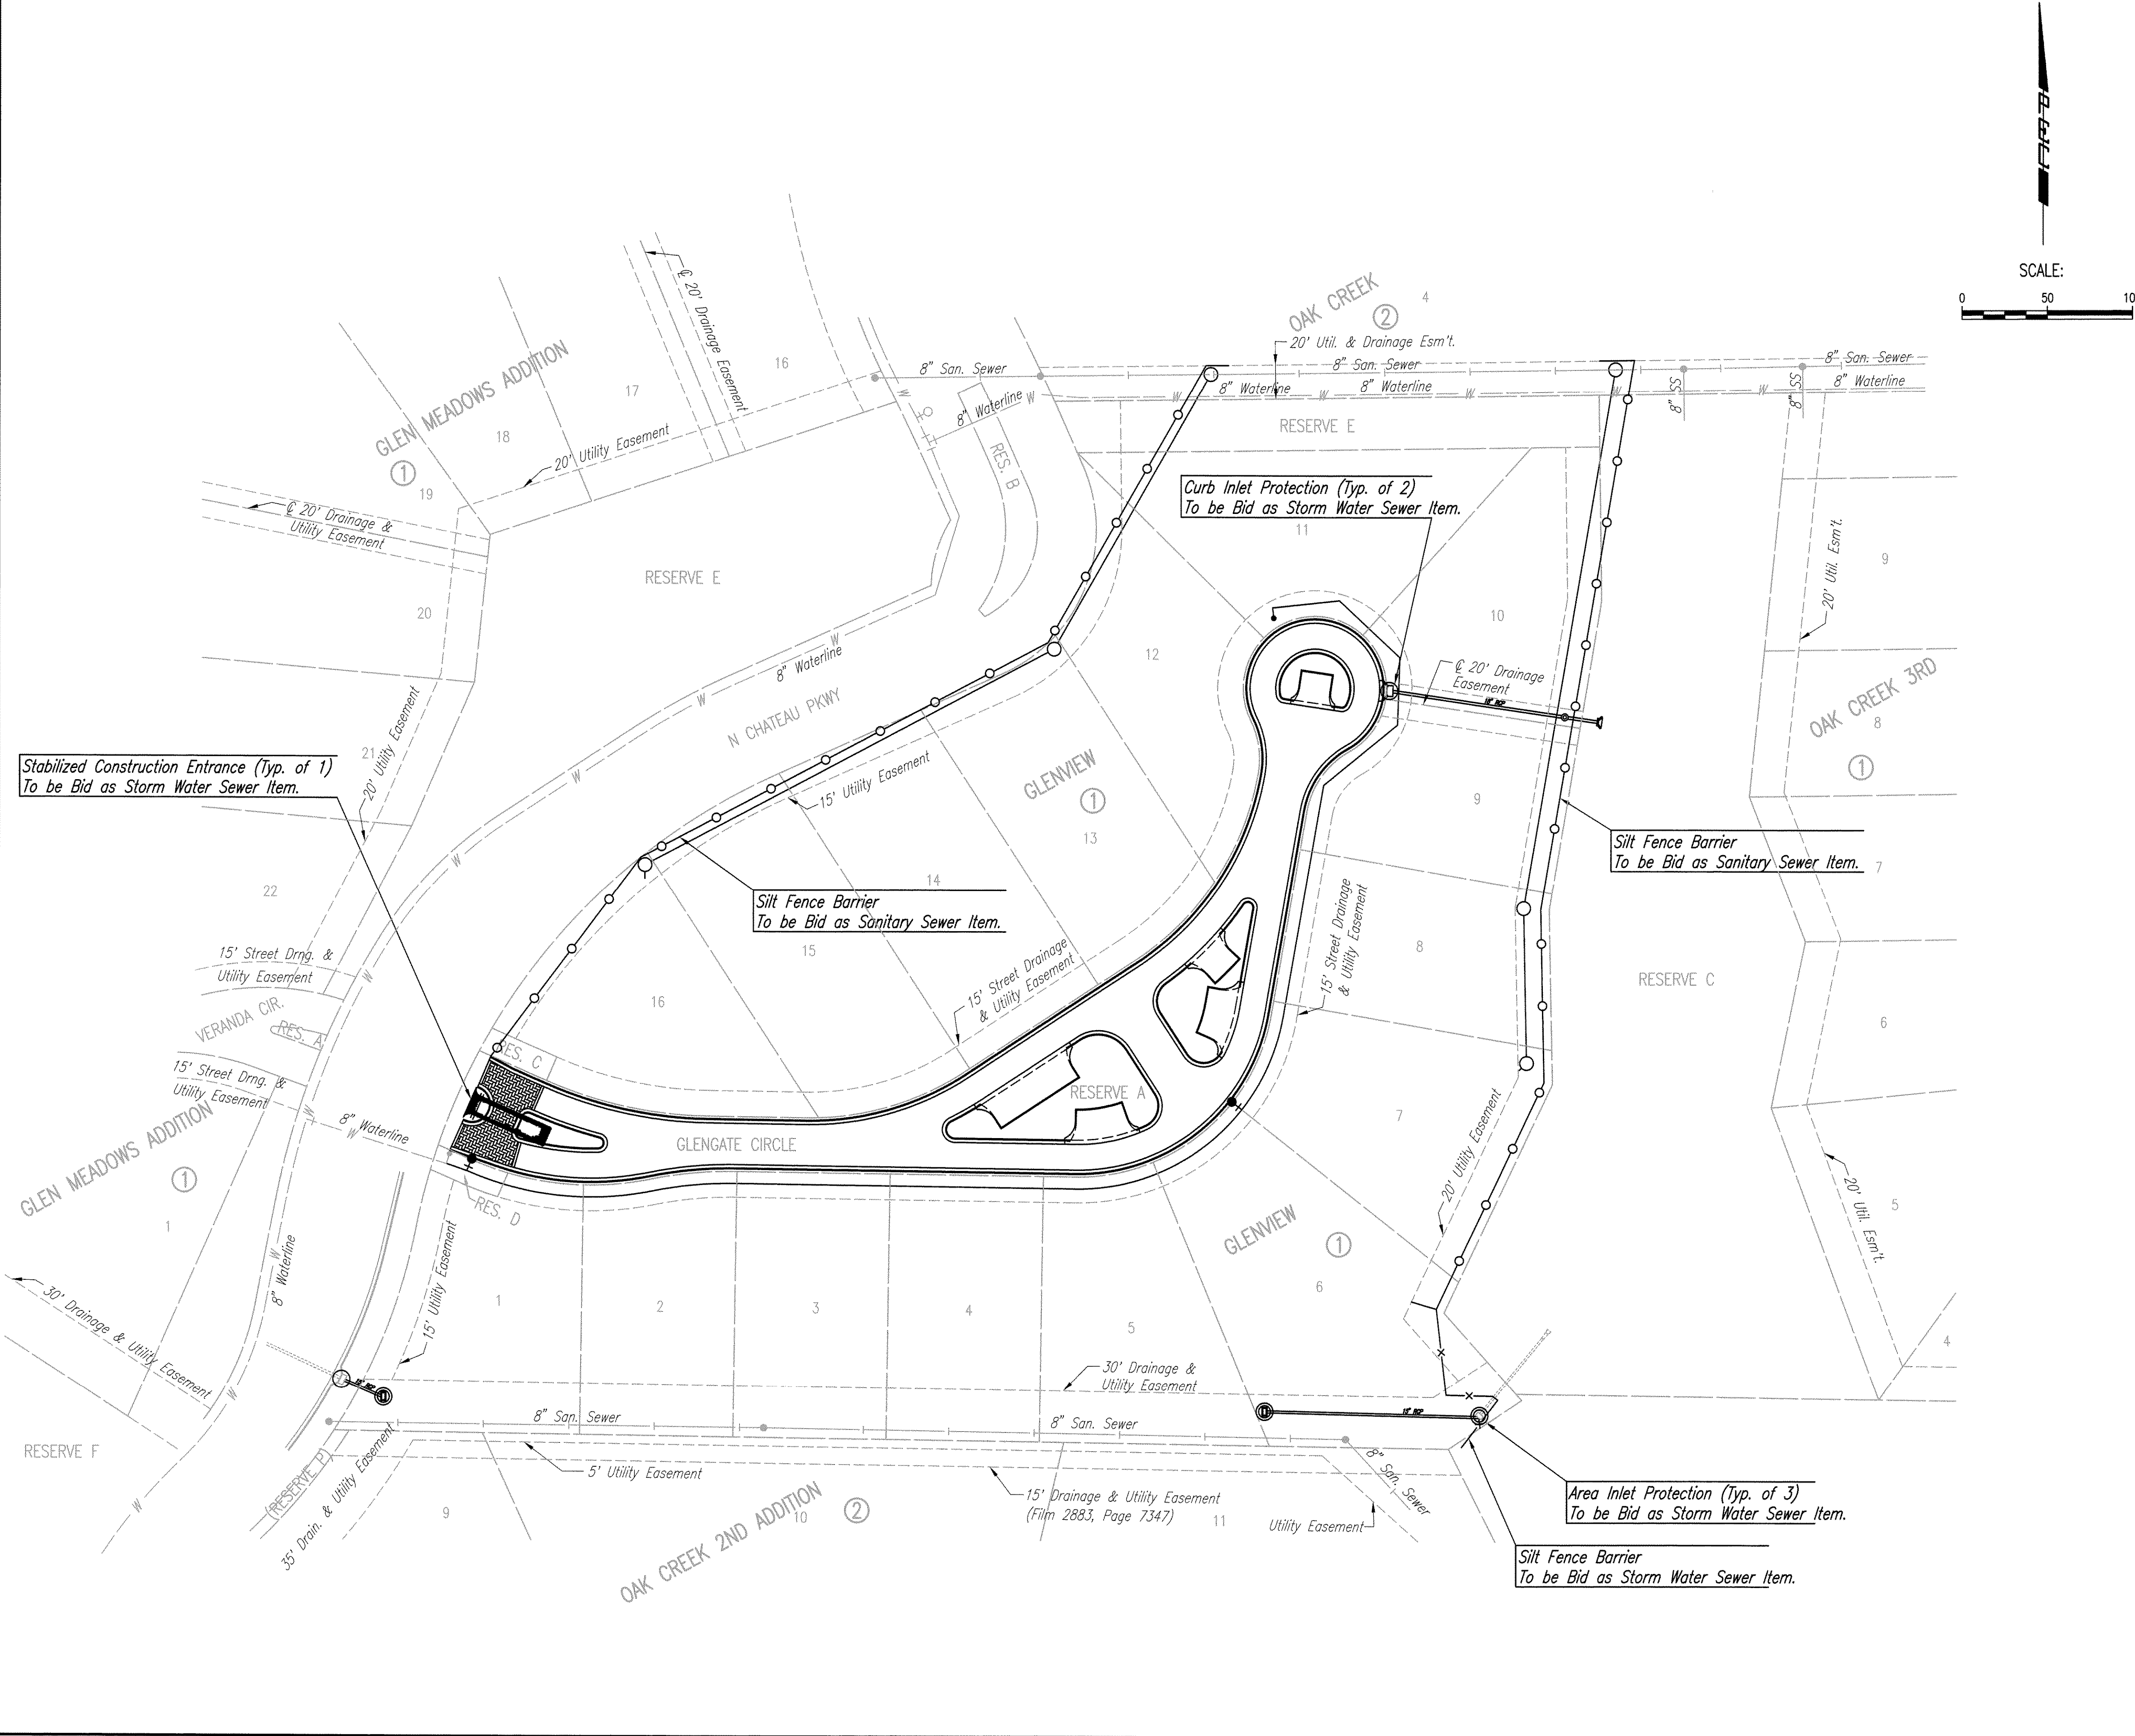 SCALE:
0 50 10
OAK CREEK
2
4
20' Util. & Drainage Esm't.
8" San. Sewer
8" San. Sewer
8" San. Sewer
8" Waterline
8" Waterline
8" Waterline
8" Waterline
8" SS
8" SS
RESERVE E
RES. B
℄ 20' Drainage Easement
16
17
18
19
GLEN MEADOWS ADDITION
1
20' Utility Easement
℄ 20' Drainage &
Utility Easement
Curb Inlet Protection (Typ. of 2)
To be Bid as Storm Water Sewer Item.
11
RESERVE E
20
10
12
9
20' Util. Esm't.
8" Waterline
N CHATEAU PKWY
℄ 20' Drainage
Easement
OAK CREEK 3RD
8
1
21
20' Utility Easement
Stabilized Construction Entrance (Typ. of 1)
To be Bid as Storm Water Sewer Item.
15' Utility Easement
GLENVIEW
1
13
9
18" RCP
Silt Fence Barrier
To be Bid as Sanitary Sewer Item.
7
22
14
Silt Fence Barrier
To be Bid as Sanitary Sewer Item.
15
16
15' Street Drainage
& Utility Easement
15' Street Drainage
& Utility Easement
8
RESERVE C
6
15' Street Drng. &
Utility Easement
VERANDA CIR.
RES. A
15' Street Drng. &
Utility Easement
8" Waterline
RES. C
RESERVE A
GLENGATE CIRCLE
7
20' Utility Easement
GLEN MEADOWS ADDITION
1
1
RES. D
GLENVIEW
1
20' Util. Esm't.
5
8" Waterline
15' Utility Easement
1
2
3
4
5
6
4
30' Drainage & Utility Easement
30' Drainage &
Utility Easement
15" RCP
15" RCP
8" San. Sewer
8" San. Sewer
8" San. Sewer
RESERVE F
(RESERVE P)
35' Drain. & Utility Easement
5' Utility Easement
15' Drainage & Utility Easement
(Film 2883, Page 7347)
Utility Easement
9
10
11
OAK CREEK 2ND ADDITION
2
Area Inlet Protection (Typ. of 3)
To be Bid as Storm Water Sewer Item.
Silt Fence Barrier
To be Bid as Storm Water Sewer Item.